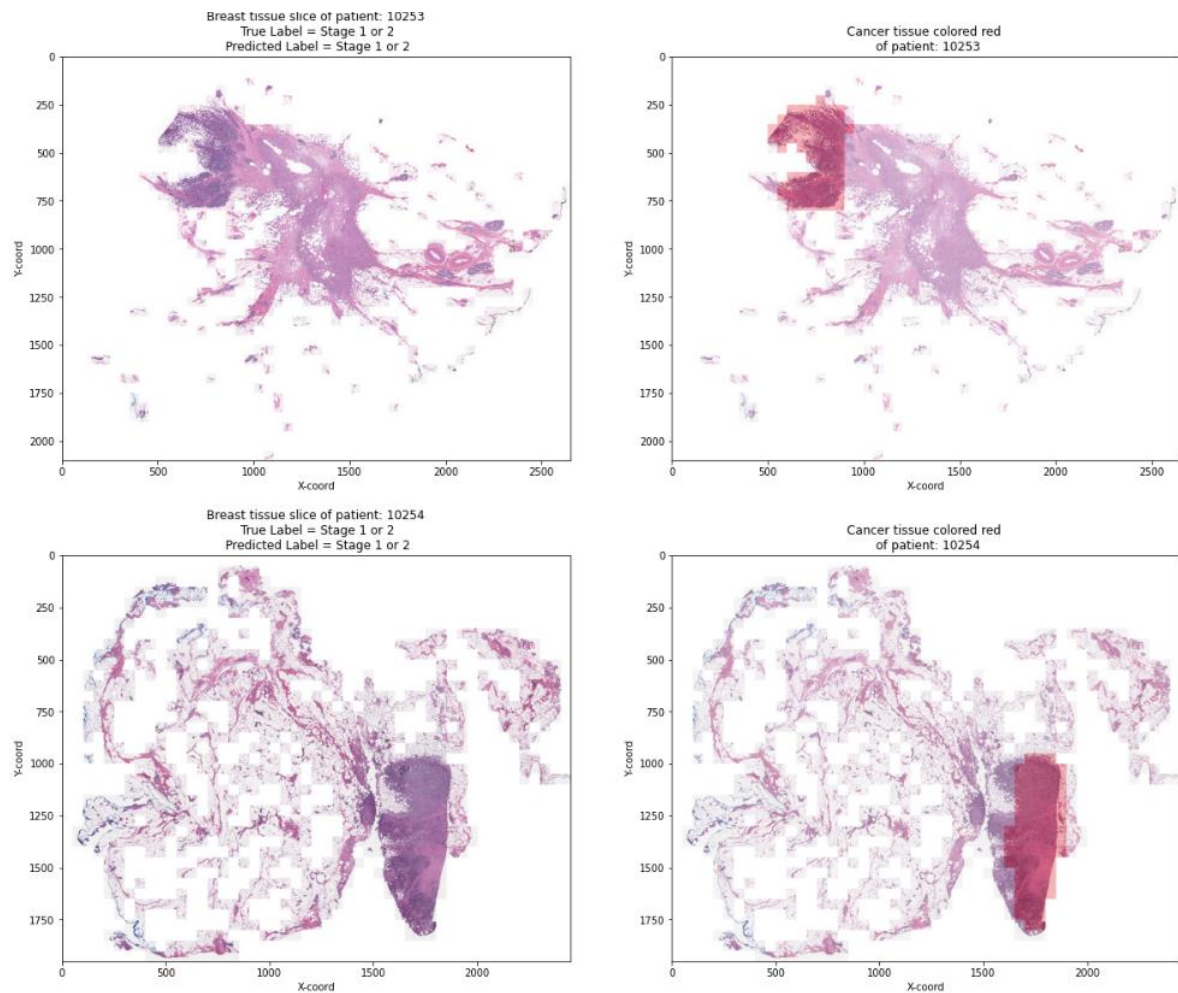 Breast tissue slice of patient: 10253
True Label = Stage 1 or 2
Predicted Label = Stage 1 or 2
Cancer tissue colored red
of patient: 10253
0
250
500
750
1000
1250
1500
1750
2000
Y-coord
0 500 1000 1500 2000 2500
X-coord
0
250
500
750
1000
1250
1500
1750
2000
Y-coord
0 500 1000 1500 2000 2500
X-coord
Breast tissue slice of patient: 10254
True Label = Stage 1 or 2
Predicted Label = Stage 1 or 2
Cancer tissue colored red
of patient: 10254
0
250
500
750
1000
1250
1500
1750
Y-coord
0 500 1000 1500 2000
X-coord
0
250
500
750
1000
1250
1500
1750
Y-coord
0 500 1000 1500 2000
X-coord